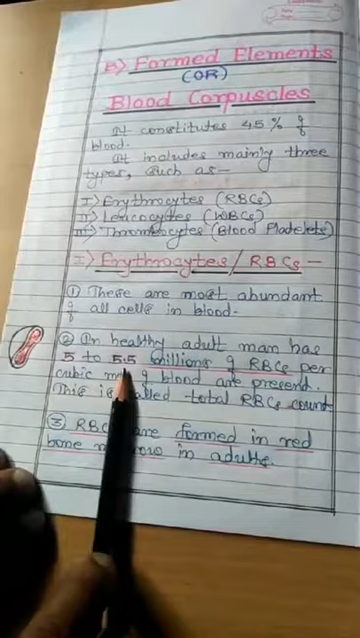 B) Formed Elements
(OR)
Blood Corpuscles
It constitutes 45% of
blood.
It includes mainly three
types, such as—
I) Erythrocytes (RBCs)
II) Leucocytes (WBCs)
III) Thrombocytes (Blood Platelets)
I) Erythrocytes/RBCs—
① These are most abundant
of all cells in blood.
② In healthy adult man has
5 to 5.5 millions of RBCs per
cubic of blood are present.
This is called total RBCs count
③ RBCs are formed in red
bone in adults.